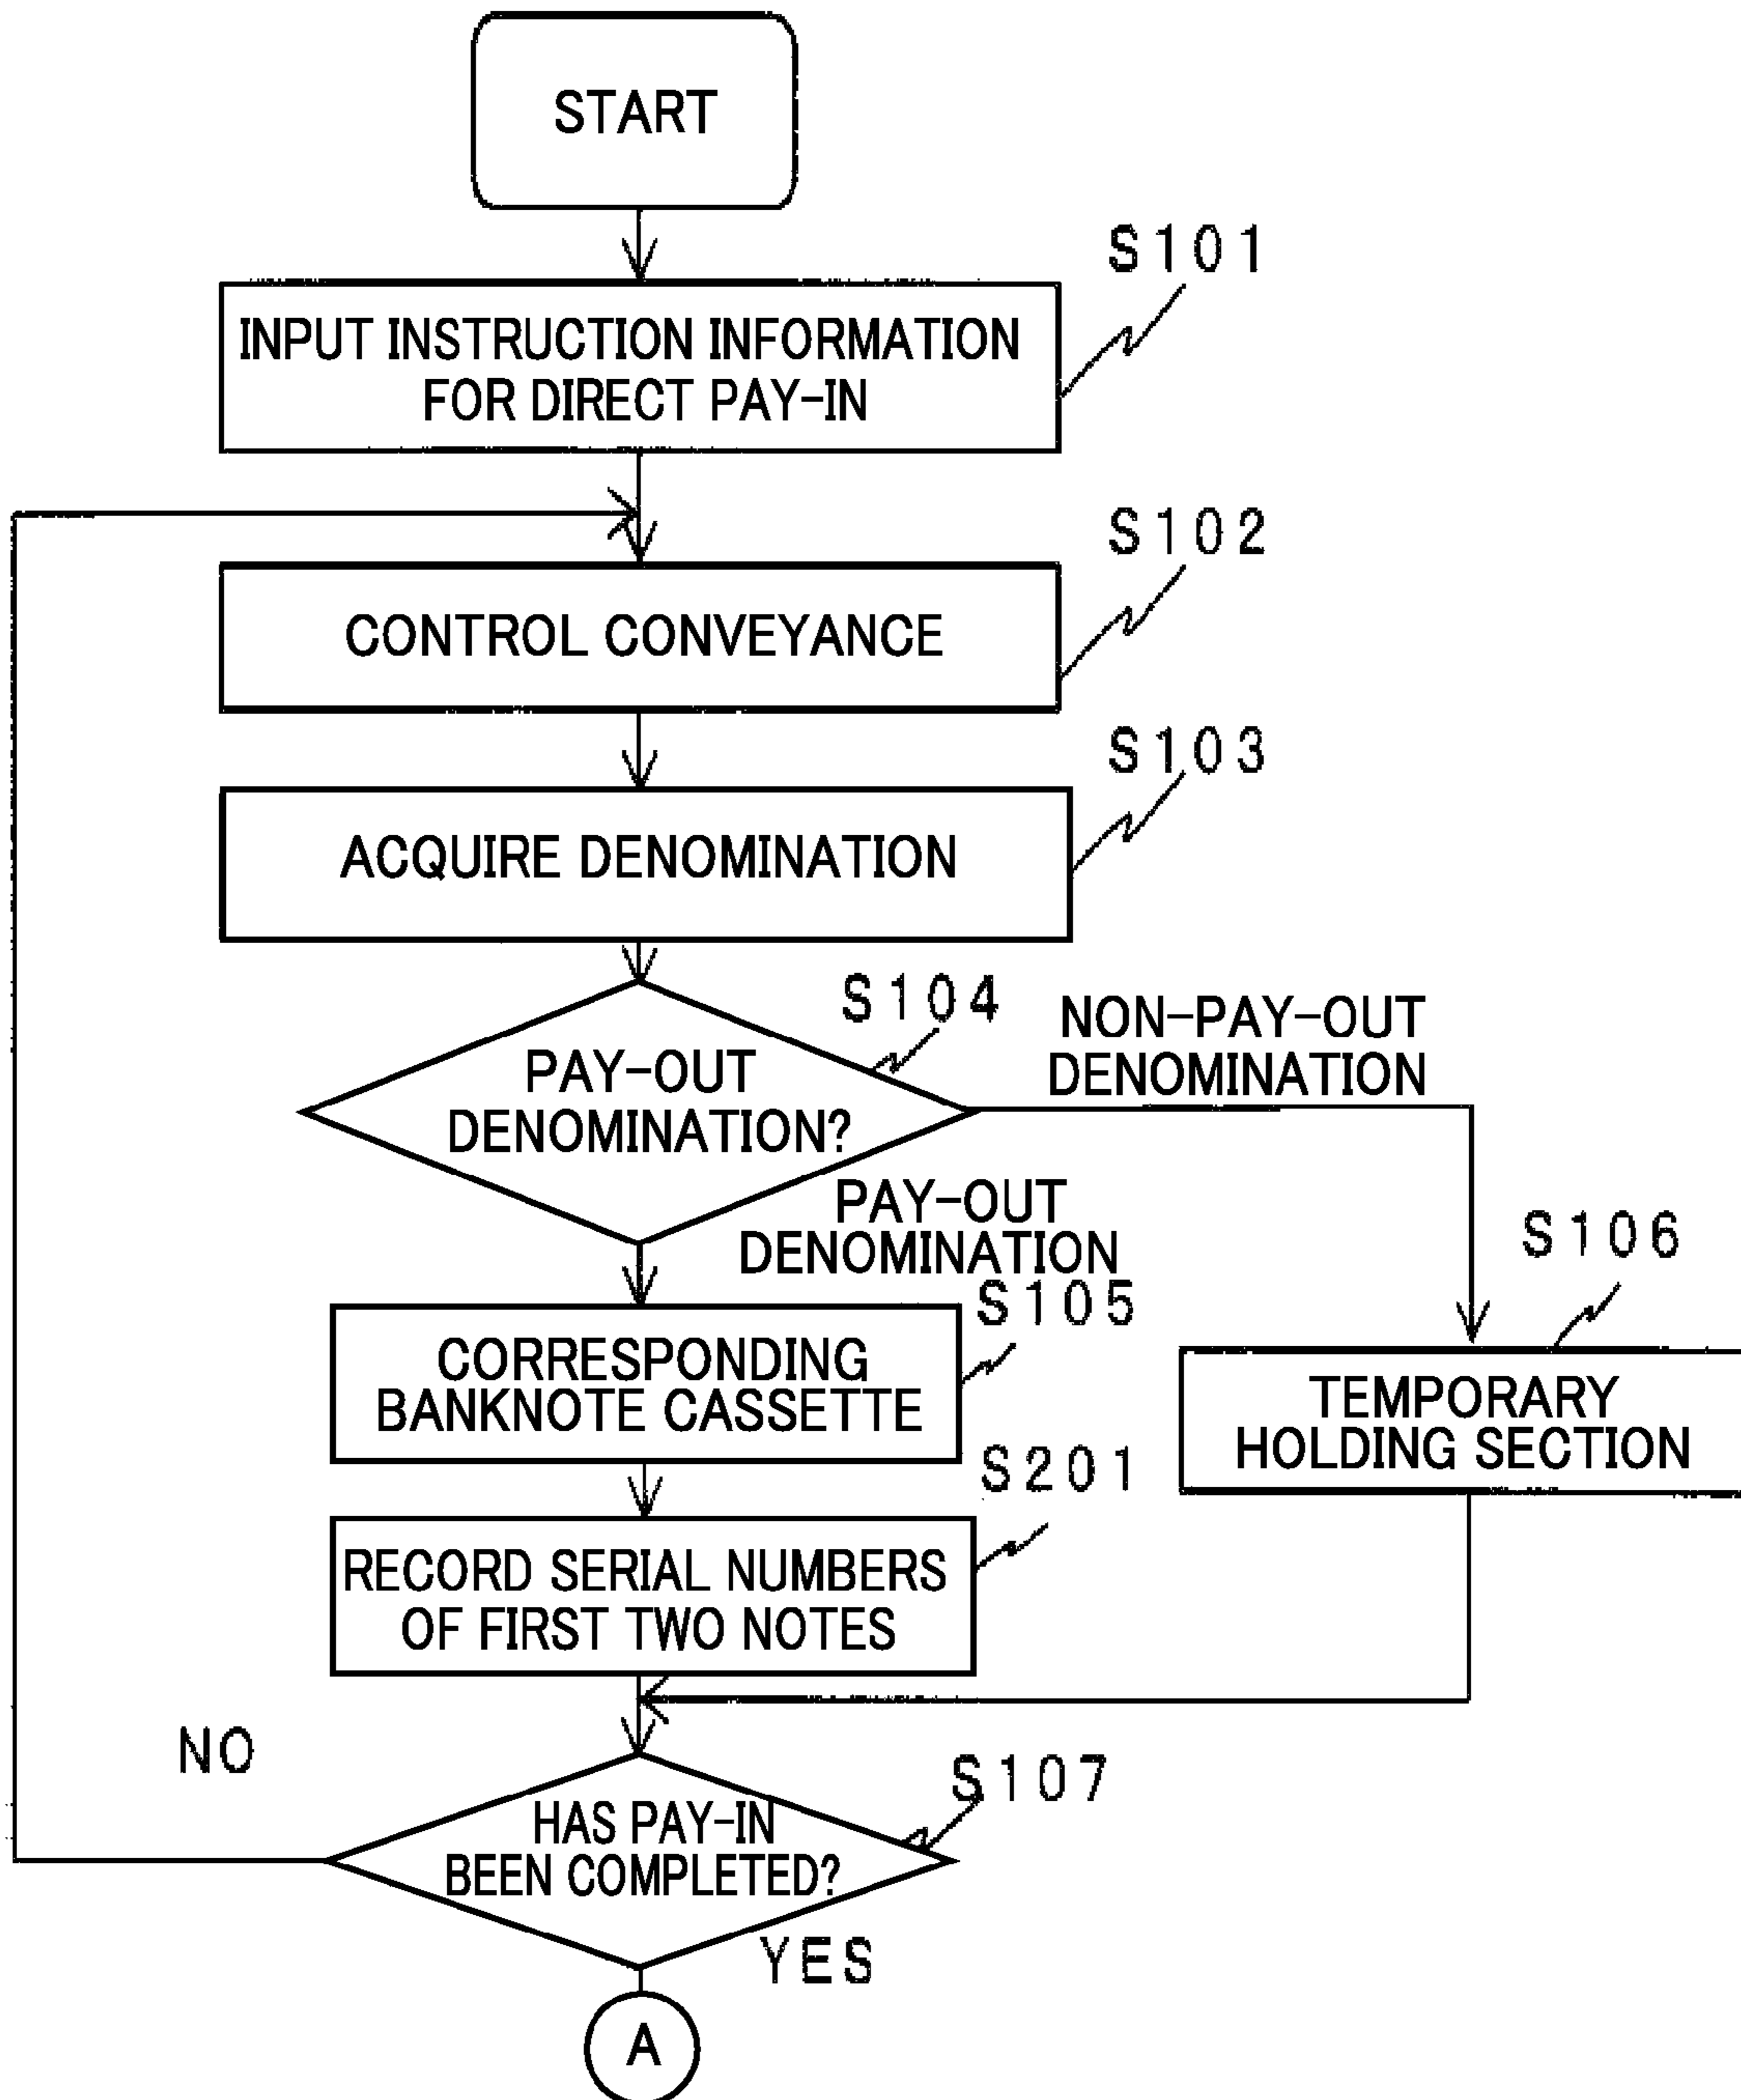 START
S101
INPUT INSTRUCTION INFORMATION
FOR DIRECT PAY-IN
S102
CONTROL CONVEYANCE
S103
ACQUIRE DENOMINATION
S104
PAY-OUT
DENOMINATION?
NON-PAY-OUT
DENOMINATION
PAY-OUT
DENOMINATION
S105
CORRESPONDING
BANKNOTE CASSETTE
S106
TEMPORARY
HOLDING SECTION
S201
RECORD SERIAL NUMBERS
OF FIRST TWO NOTES
NO
S107
HAS PAY-IN
BEEN COMPLETED?
YES
A